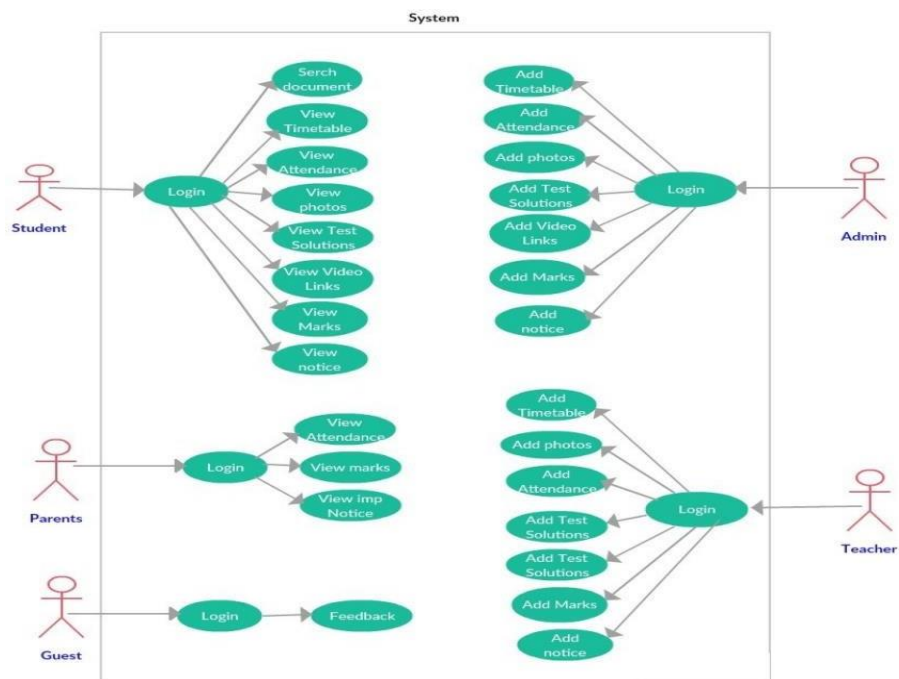 System
Serch
document
View
Timetable
View
Attendance
View
photos
View Test
Solutions
View Video
Links
View
Marks
View
notice
Login
Student
Add
Timetable
Add
Attendance
Add photos
Add Test
Solutions
Add Video
Links
Add Marks
Add
notice
Login
Admin
View
Attendance
View marks
View imp
Notice
Login
Parents
Add
Timetable
Add photos
Add
Attendance
Add Test
Solutions
Add Test
Solutions
Add Marks
Add
notice
Login
Teacher
Login
Feedback
Guest